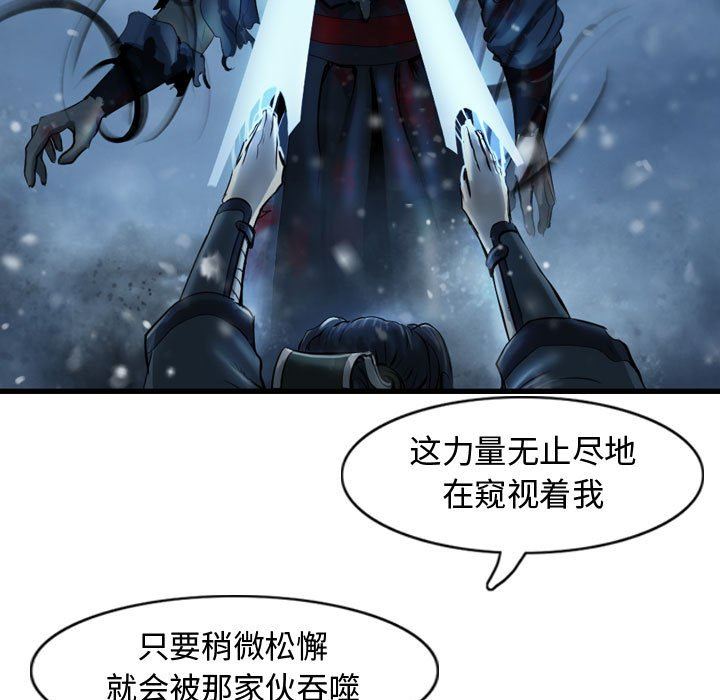 这力量无止尽地
在窥视着我
只要稍微松懈
就会被那家伙吞噬